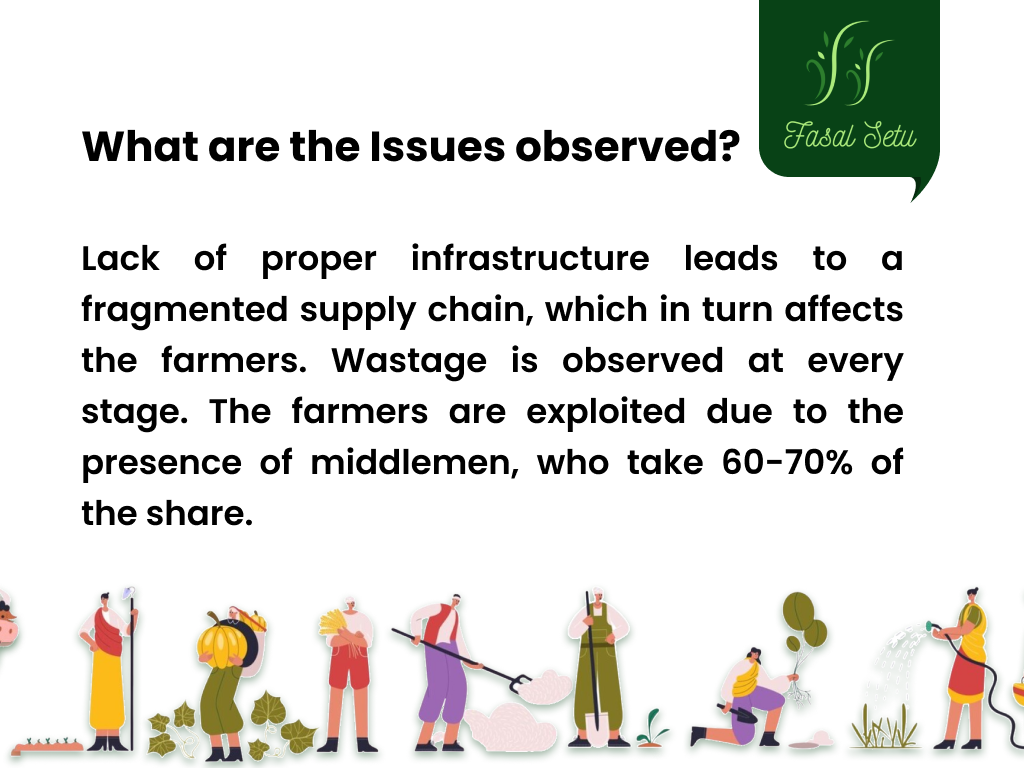 Fasal Setu
What are the Issues observed?
Lack of proper infrastructure leads to a
fragmented supply chain, which in turn affects
the farmers. Wastage is observed at every
stage. The farmers are exploited due to the
presence of middlemen, who take 60-70% of
the share.